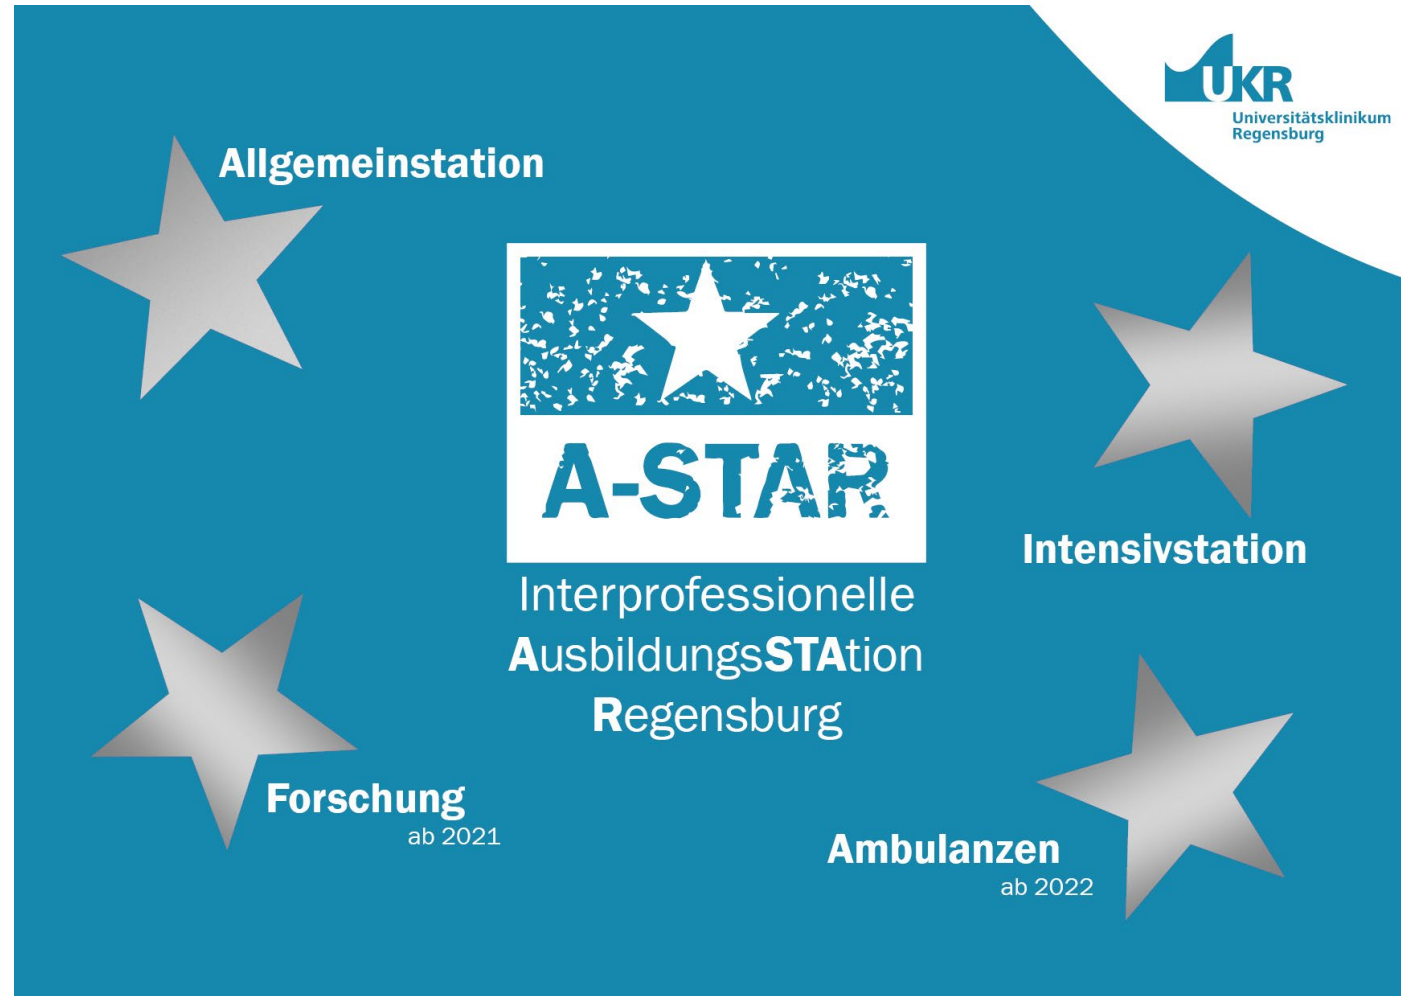 UKR
Universitätsklinikum
Regensburg
Allgemeinstation
A-STAR
Interprofessionelle
AusbildungsSTAtion
Regensburg
Intensivstation
Forschung
ab 2021
Ambulanzen
ab 2022